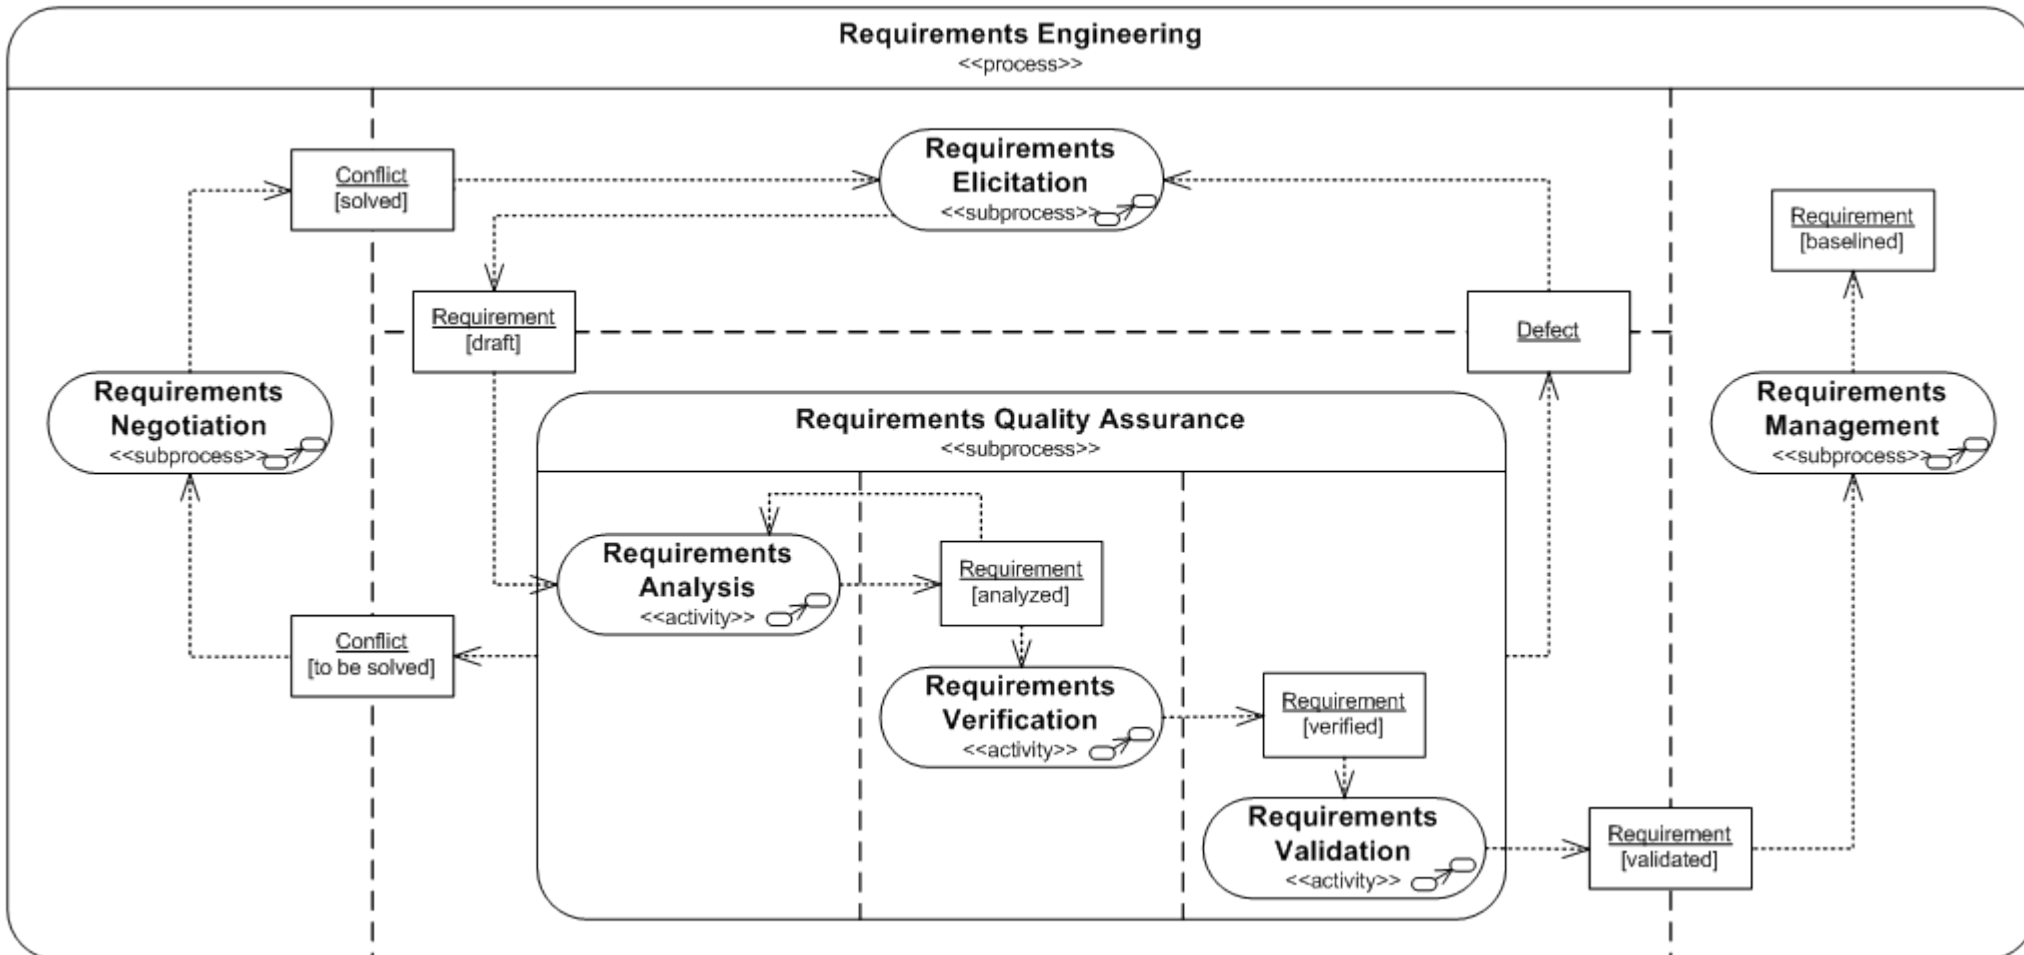 Requirements Engineering
<<process>>
Conflict
[solved]
Requirements
Elicitation
<<subprocess>>
Requirement
[baselined]
Requirement
[draft]
Defect
Requirements
Negotiation
<<subprocess>>
Requirements Quality Assurance
<<subprocess>>
Requirements
Management
<<subprocess>>
Requirements
Analysis
<<activity>>
Requirement
[analyzed]
Conflict
[to be solved]
Requirements
Verification
<<activity>>
Requirement
[verified]
Requirements
Validation
<<activity>>
Requirement
[validated]